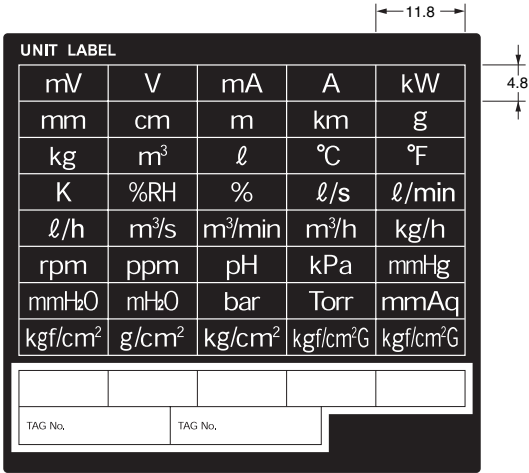 11.8
UNIT LABEL
4.8
mV V mA A kW
mm cm m km g
kg m³ ℓ °C °F
K %RH % ℓ/s ℓ/min
ℓ/h m³/s m³/min m³/h kg/h
rpm ppm pH kPa mmHg
mmH₂O mH₂O bar Torr mmAq
kgf/cm² g/cm² kg/cm² kgf/cm²G kgf/cm²G
TAG No. TAG No.